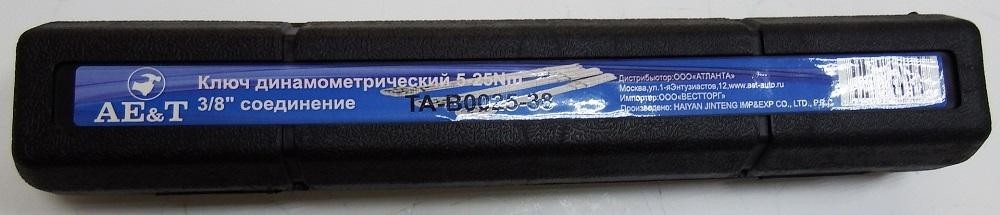 AE&T
Ключ динамометрический 5-25Nm
3/8" соединение
TA-B0025-38
Дистрибьютор:ООО«АТЛАНТА»
Москва,ул.1-яЭнтузиастов,12,www.aet-auto.ru
Импортер:ООО«ВЕСТТОРГ»
Произведено: HAIYAN JINTENG IMP&EXP CO., LTD., P.R.C.